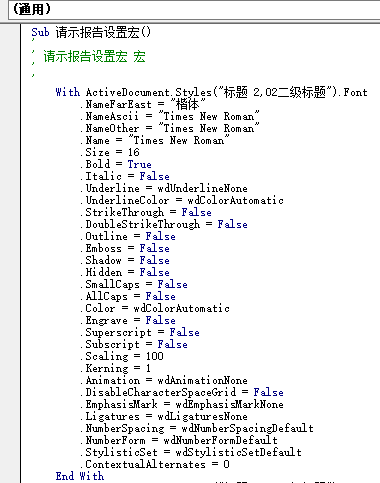 (通用)
Sub 请示报告设置宏()
'
' 请示报告设置宏 宏
'
'
With ActiveDocument.Styles("标题 2,02二级标题").Font
.NameFarEast = "楷体"
.NameAscii = "Times New Roman"
.NameOther = "Times New Roman"
.Name = "Times New Roman"
.Size = 16
.Bold = True
.Italic = False
.Underline = wdUnderlineNone
.UnderlineColor = wdColorAutomatic
.StrikeThrough = False
.DoubleStrikeThrough = False
.Outline = False
.Emboss = False
.Shadow = False
.Hidden = False
.SmallCaps = False
.AllCaps = False
.Color = wdColorAutomatic
.Engrave = False
.Superscript = False
.Subscript = False
.Scaling = 100
.Kerning = 1
.Animation = wdAnimationNone
.DisableCharacterSpaceGrid = False
.EmphasisMark = wdEmphasisMarkNone
.Ligatures = wdLigaturesNone
.NumberSpacing = wdNumberSpacingDefault
.NumberForm = wdNumberFormDefault
.StylisticSet = wdStylisticSetDefault
.ContextualAlternates = 0
End With